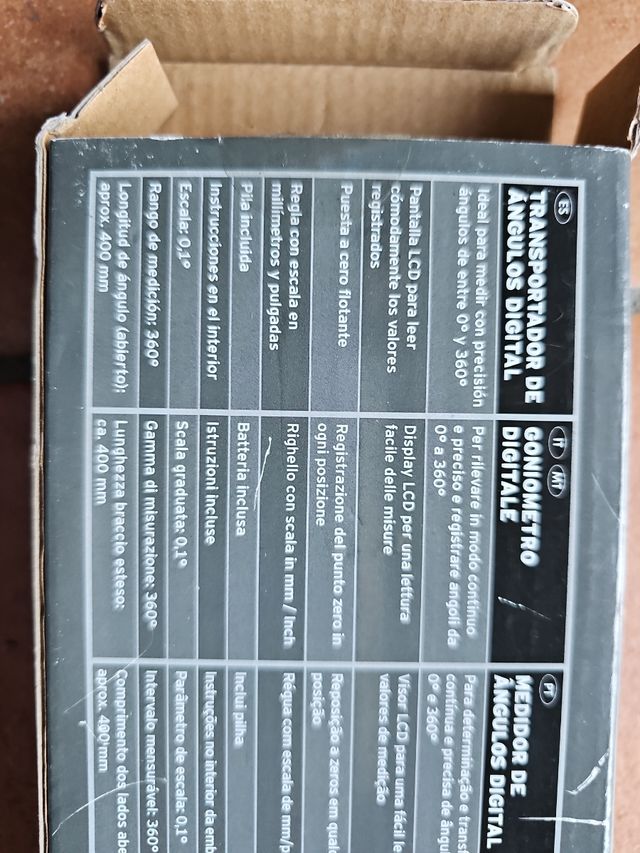 ES
TRANSPORTADOR DE
ÁNGULOS DIGITAL
Ideal para medir con precisión
ángulos de entre 0° y 360°
Pantalla LCD para leer
cómodamente los valores
registrados
Puesta a cero flotante
Regla con escala en
milímetros y pulgadas
Pila incluida
Instrucciones en el interior
Escala: 0,1°
Rango de medición: 360°
Longitud de ángulo (abierto):
aprox. 400 mm
IT MT
GONIOMETRO
DIGITALE
Per rilevare in modo continuo
e preciso e registrare angoli da
0° a 360°
Display LCD per una lettura
facile delle misure
Registrazione del punto zero in
ogni posizione
Righello con scala in mm / Inch
Batteria inclusa
Istruzioni incluse
Scala graduata: 0,1°
Gamma di misurazione: 360°
Lunghezza braccio esteso:
ca. 400 mm
PT
MEDIDOR DE
ÂNGULOS DIGITAL
Para determinação e
contínua e precisa de
0° e 360°
Visor LCD para uma fácil
valores de medição
Reposição a zeros em
posição
Régua com escala de
Inclui pilha
Instruções no interior da
Parâmetro de escala: 0,1°
Intervalo mensurável: 360°
Comprimento dos lados
aprox. 400 mm